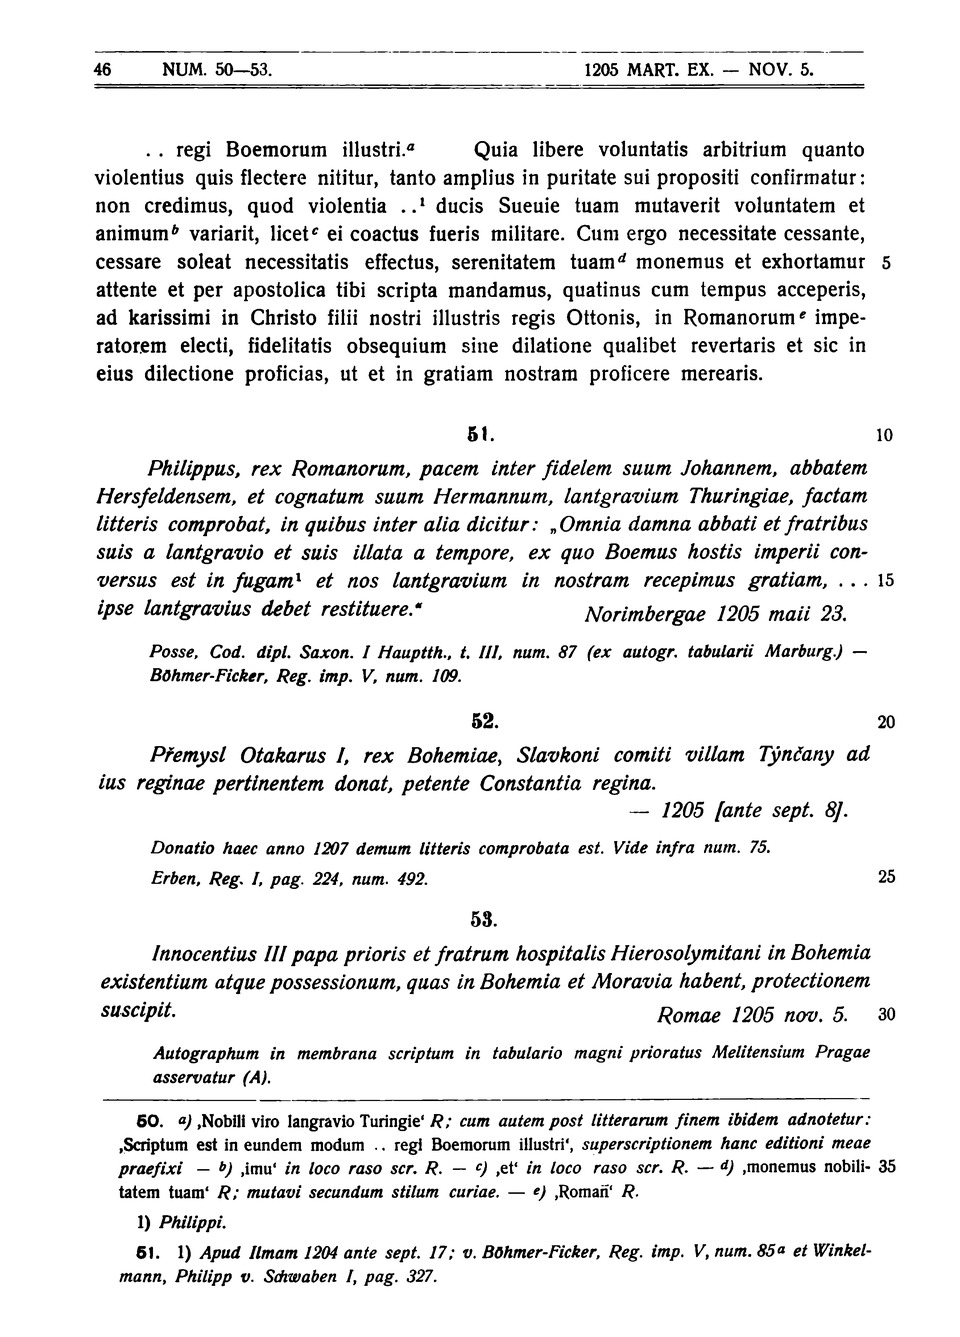 46 NUM. 50—53. 1205 MART. EX. — NOV. 5.
. . regi Boemorum illustri.ᵃ Quia libere voluntatis arbitrium quanto
violentius quis flectere nititur, tanto amplius in puritate sui propositi confirmatur:
non credimus, quod violentia . .¹ ducis Sueuie tuam mutaverit voluntatem et
animumᵇ variarit, licetᶜ ei coactus fueris militare. Cum ergo necessitate cessante,
cessare soleat necessitatis effectus, serenitatem tuamᵈ monemus et exhortamur 5
attente et per apostolica tibi scripta mandamus, quatinus cum tempus acceperis,
ad karissimi in Christo filii nostri illustris regis Ottonis, in Romanorumᵉ impe-
ratorem electi, fidelitatis obsequium sine dilatione qualibet revertaris et sic in
eius dilectione proficias, ut et in gratiam nostram proficere merearis.
51. 10
Philippus, rex Romanorum, pacem inter fidelem suum Johannem, abbatem
Hersfeldensem, et cognatum suum Hermannum, lantgravium Thuringiae, factam
litteris comprobat, in quibus inter alia dicitur: „Omnia damna abbati et fratribus
suis a lantgravio et suis illata a tempore, ex quo Boemus hostis imperii con-
versus est in fugam¹ et nos lantgravium in nostram recepimus gratiam, . . . 15
ipse lantgravius debet restituere.“ Norimbergae 1205 maii 23.
Posse, Cod. dipl. Saxon. I Hauptth., t. III, num. 87 (ex autogr. tabularii Marburg.) —
Böhmer-Ficker, Reg. imp. V, num. 109.
52. 20
Přemysl Otakarus I, rex Bohemiae, Slavkoni comiti villam Týnčany ad
ius reginae pertinentem donat, petente Constantia regina.
— 1205 [ante sept. 8].
Donatio haec anno 1207 demum litteris comprobata est. Vide infra num. 75.
Erben, Reg. I, pag. 224, num. 492. 25
53.
Innocentius III papa prioris et fratrum hospitalis Hierosolymitani in Bohemia
existentium atque possessionum, quas in Bohemia et Moravia habent, protectionem
suscipit. Romae 1205 nov. 5. 30
Autographum in membrana scriptum in tabulario magni prioratus Melitensium Pragae
asservatur (A).
50. a) ‚Nobili viro langravio Turingie‘ R; cum autem post litterarum finem ibidem adnotetur:
‚Scriptum est in eundem modum . . regi Boemorum illustri‘, superscriptionem hanc editioni meae
praefixi — b) ‚imu‘ in loco raso scr. R. — c) ‚et‘ in loco raso scr. R. — d) ‚monemus nobili- 35
tatem tuam‘ R; mutavi secundum stilum curiae. — e) ‚Romañ‘ R.
1) Philippi.
51. 1) Apud Ilmam 1204 ante sept. 17; v. Böhmer-Ficker, Reg. imp. V, num. 85ᵃ et Winkel-
mann, Philipp v. Schwaben I, pag. 327.